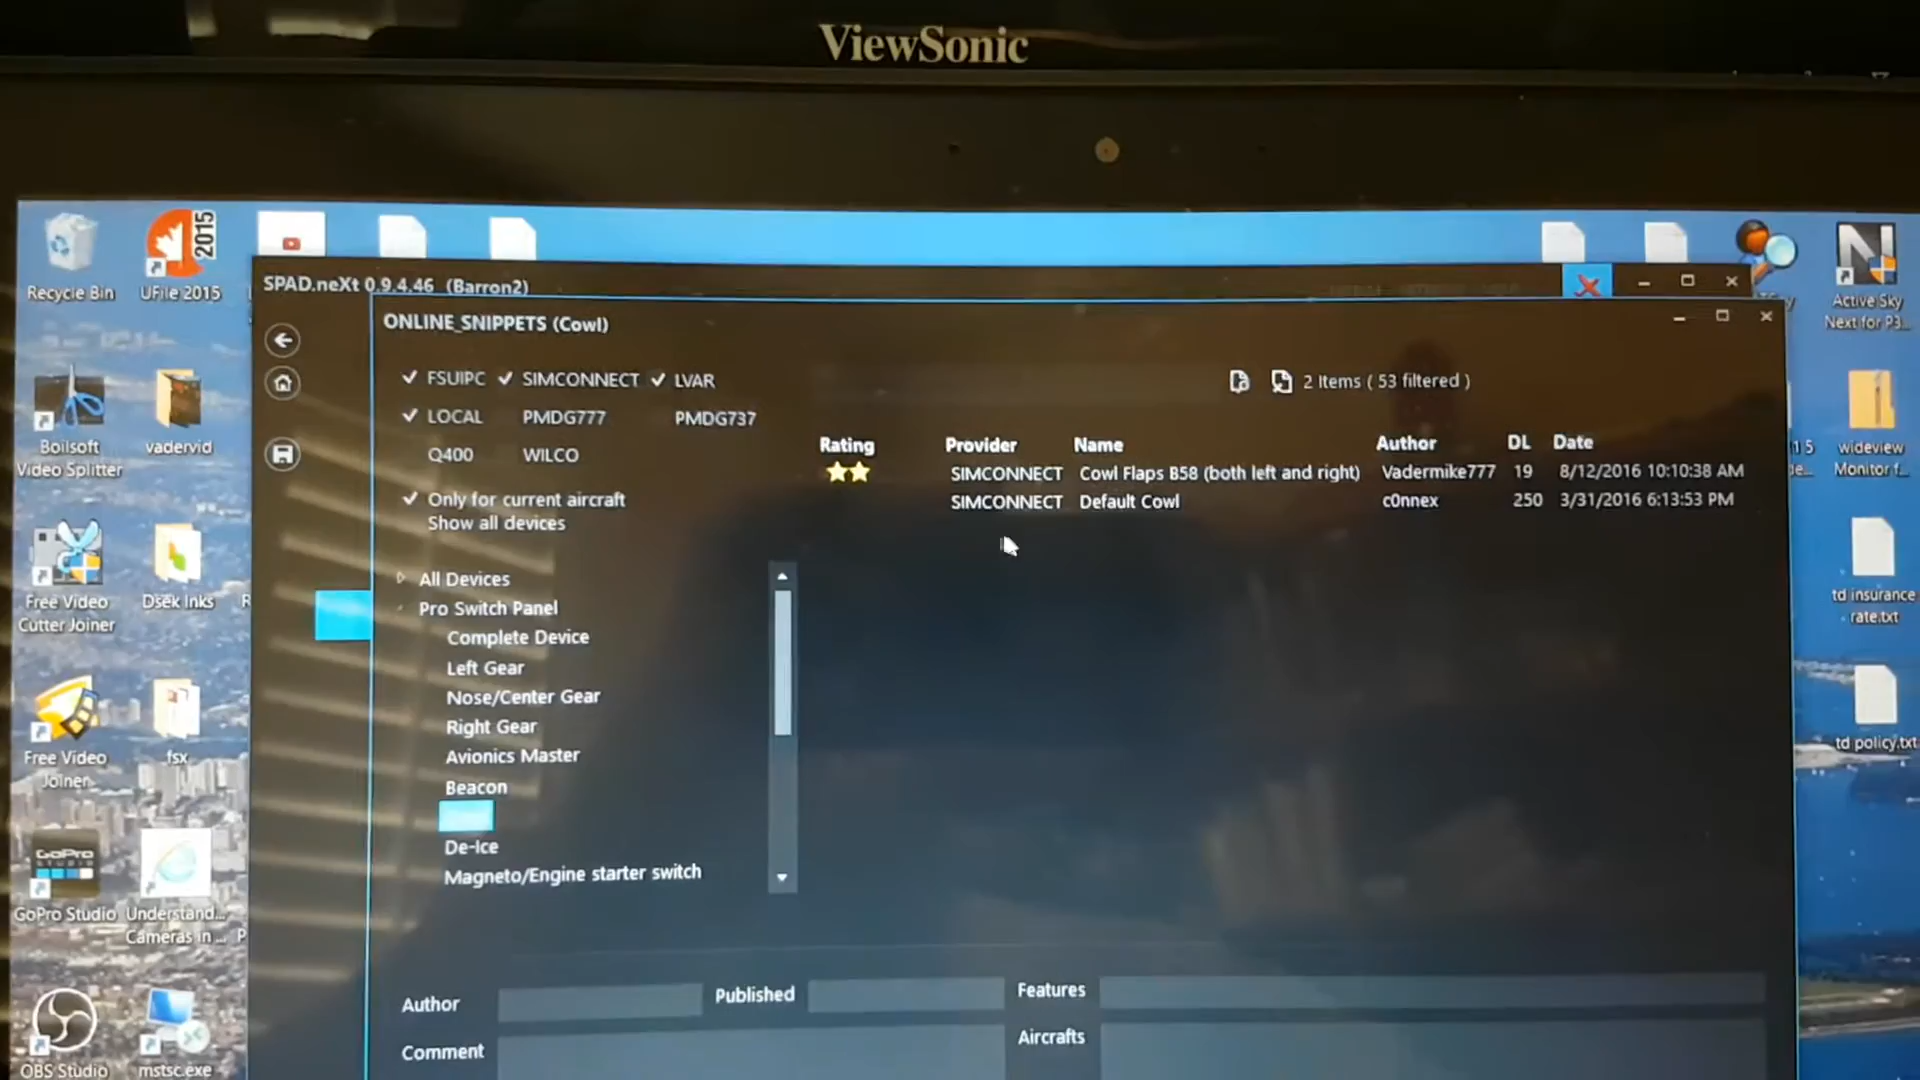 ViewSonic
2015
Recycle Bin
UFile 2015
SPAD.neXt 0.9.4.46 (Barron2)
Active Sky
Next for P3...
ONLINE_SNIPPETS (Cowl)
FSUIPC
SIMCONNECT
LVAR
2 Items ( 53 filtered )
LOCAL
PMDG777
PMDG737
Q400
WILCO
Rating
Provider
Name
Author
DL
Date
SIMCONNECT
Cowl Flaps B58 (both left and right)
Vadermike777
19
8/12/2016 10:10:38 AM
SIMCONNECT
Default Cowl
c0nnex
250
3/31/2016 6:13:53 PM
Only for current aircraft
Show all devices
Boilsoft
Video Splitter
vadervid
wideview
Monitor f...
All Devices
Pro Switch Panel
Complete Device
Left Gear
Nose/Center Gear
Right Gear
Avionics Master
Beacon
De-Ice
Magneto/Engine starter switch
Free Video
Cutter Joiner
Dsek lnks
td insurance
rate.txt
Free Video
Joiner
fsx
td policy.txt
GoPro
STUDIO
GoPro Studio
Understand...
Cameras in ...
Author
Published
Features
Comment
Aircrafts
OBS Studio
mstsc.exe